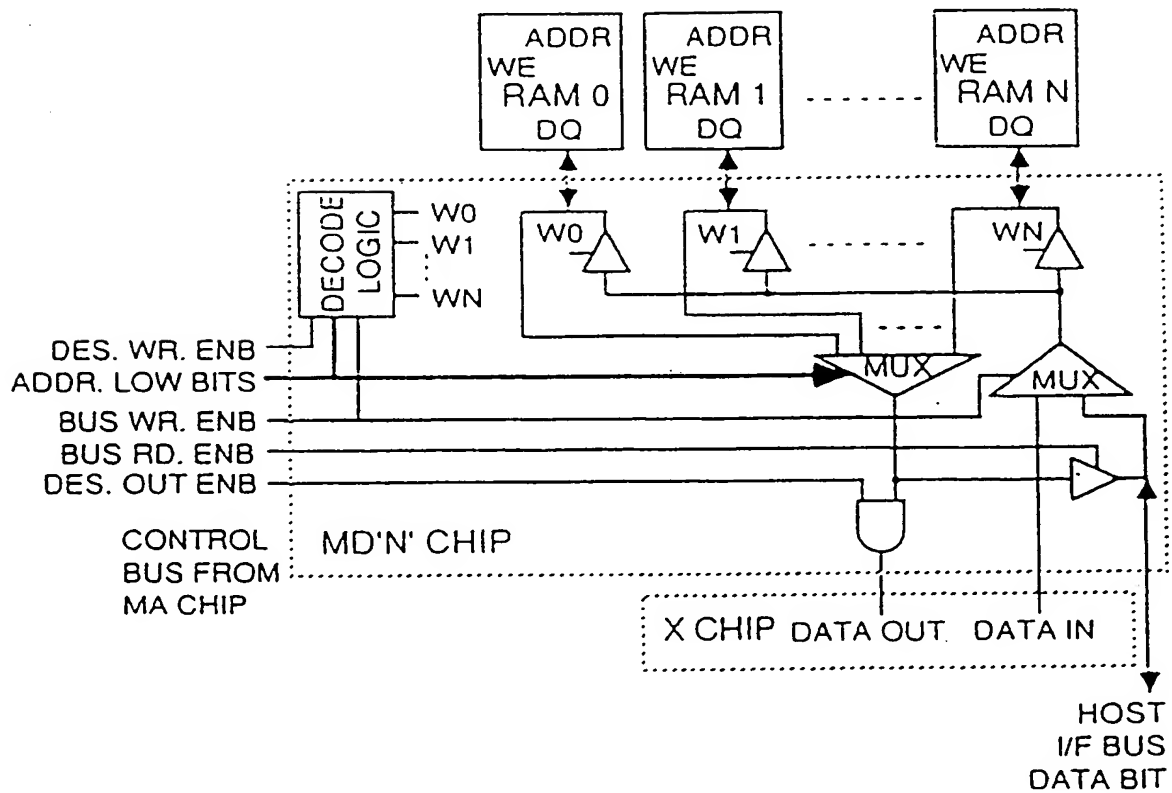 ADDR
WE
RAM 0
DQ
ADDR
WE
RAM 1
DQ
ADDR
WE
RAM N
DQ
DECODE
LOGIC
W0
W1
WN
W0
W1
WN
DES. WR. ENB
ADDR. LOW BITS
BUS WR. ENB
BUS RD. ENB
DES. OUT ENB
MUX
MUX
CONTROL
BUS FROM
MA CHIP
MD'N' CHIP
X CHIP DATA OUT DATA IN
HOST
I/F BUS
DATA BIT